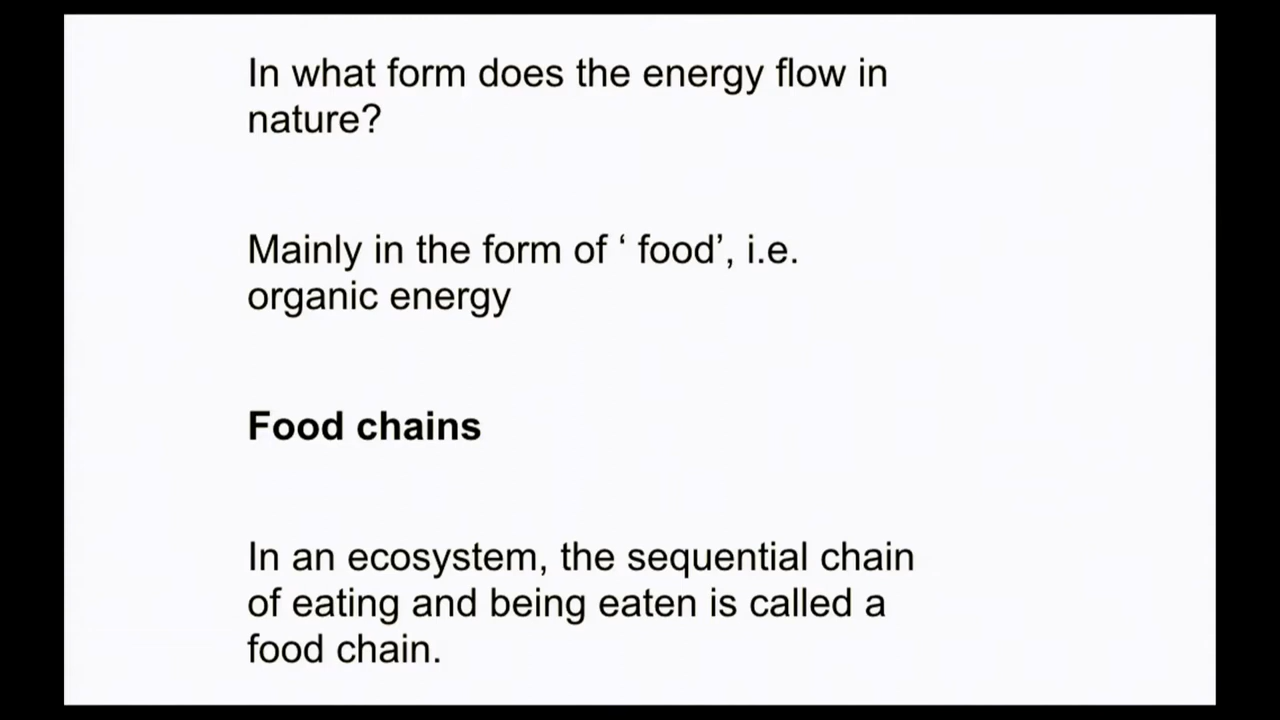 In what form does the energy flow in
nature?
Mainly in the form of ‘ food’, i.e.
organic energy
Food chains
In an ecosystem, the sequential chain
of eating and being eaten is called a
food chain.